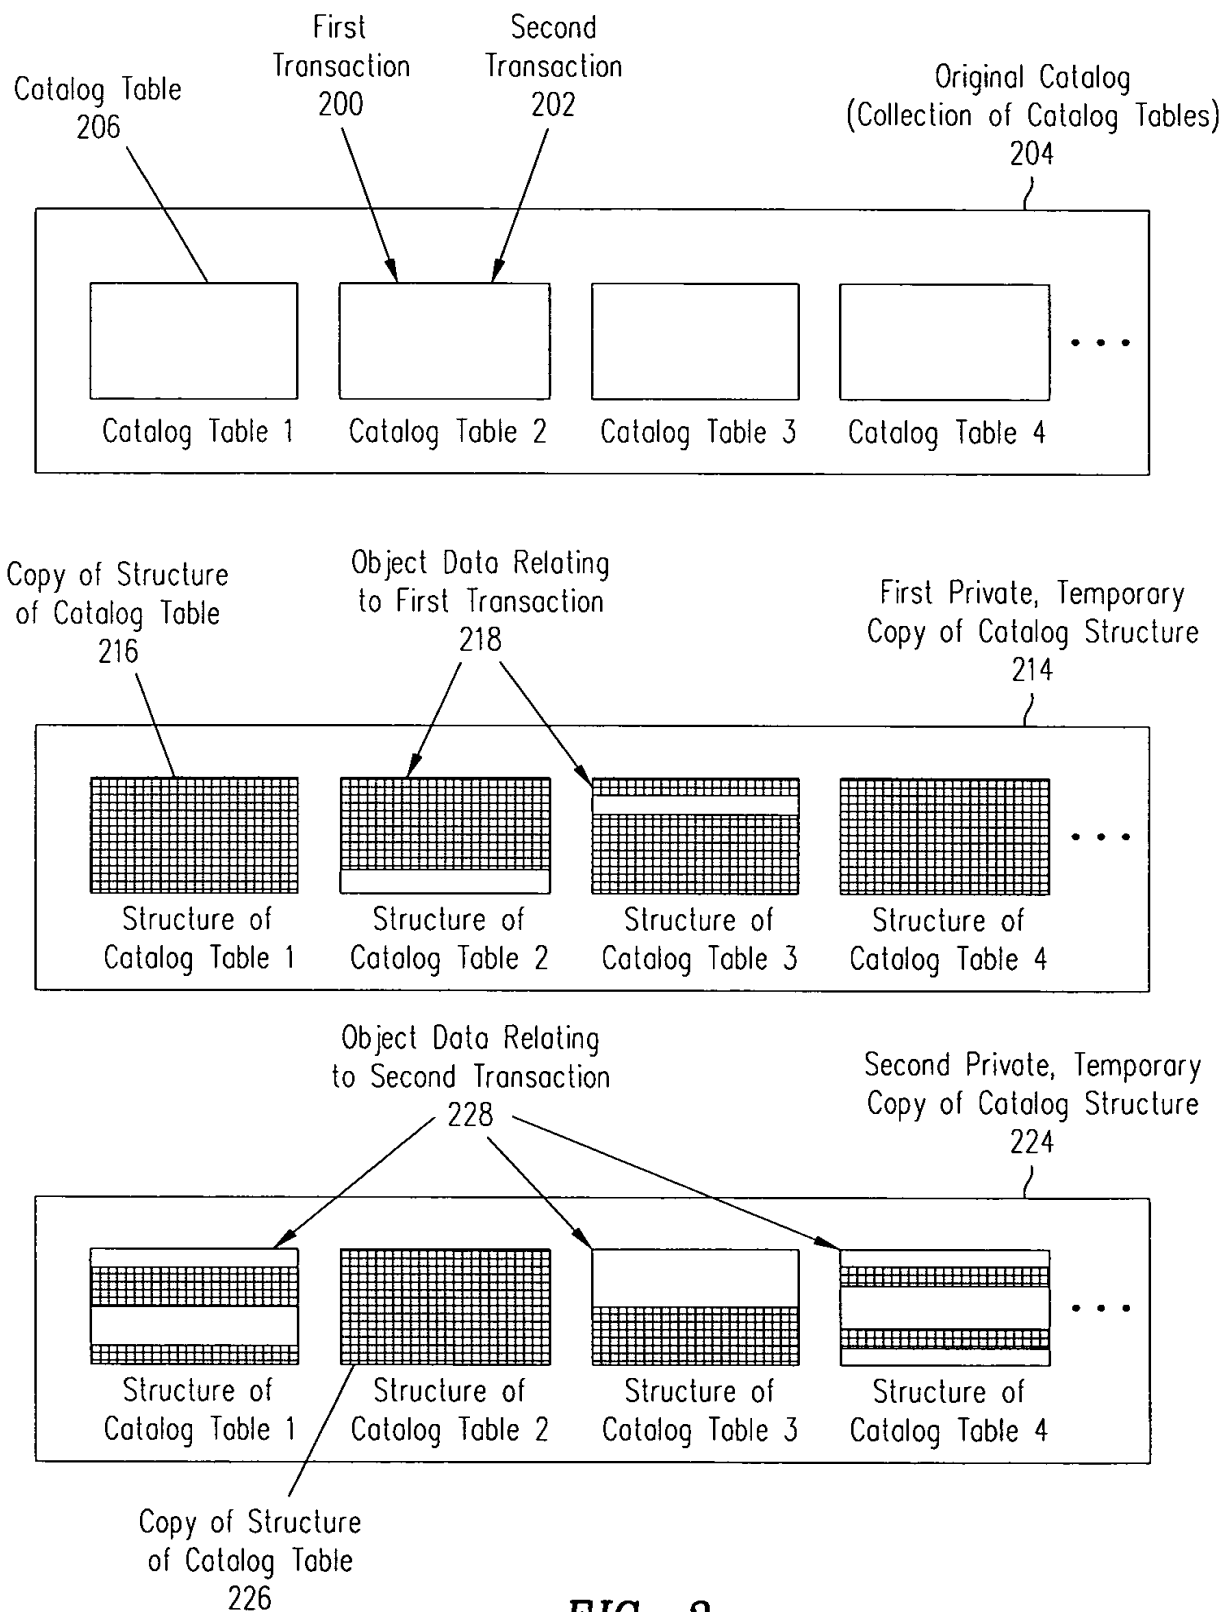 First
Transaction
200
Second
Transaction
202
Catalog Table
206
Original Catalog
(Collection of Catalog Tables)
204
Catalog Table 1
Catalog Table 2
Catalog Table 3
Catalog Table 4
Copy of Structure
of Catalog Table
216
Object Data Relating
to First Transaction
218
First Private, Temporary
Copy of Catalog Structure
214
Structure of
Catalog Table 1
Structure of
Catalog Table 2
Structure of
Catalog Table 3
Structure of
Catalog Table 4
Object Data Relating
to Second Transaction
228
Second Private, Temporary
Copy of Catalog Structure
224
Structure of
Catalog Table 1
Structure of
Catalog Table 2
Structure of
Catalog Table 3
Structure of
Catalog Table 4
Copy of Structure
of Catalog Table
226